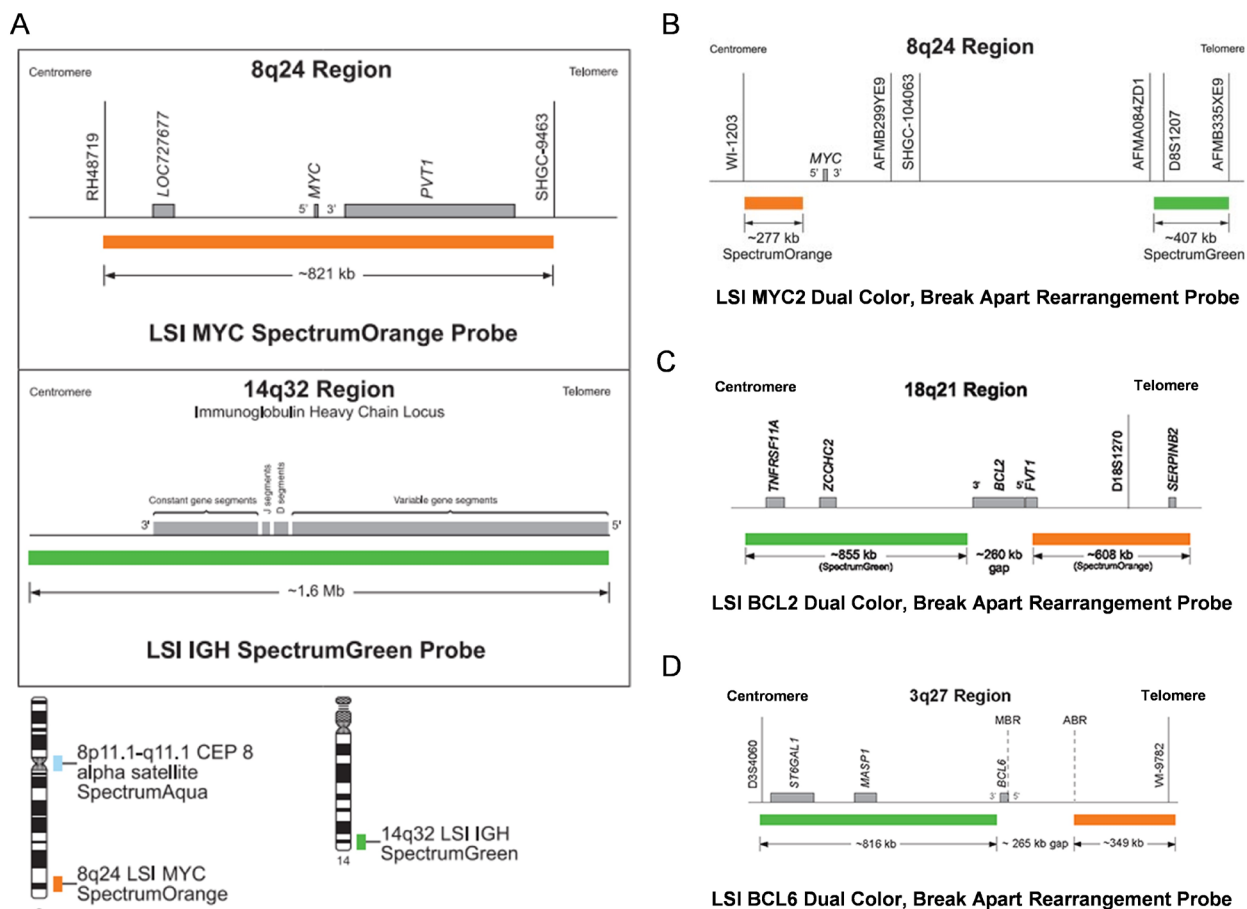 A
8q24 Region
Centromere
Telomere
RH48719
LOC727677
MYC
5' 3'
PVT1
SHGC-9463
~821 kb
LSI MYC SpectrumOrange Probe
14q32 Region
Centromere
Telomere
Immunoglobulin Heavy Chain Locus
Constant gene segments
J segments
D segments
Variable gene segments
3'
5'
~1.6 Mb
LSI IGH SpectrumGreen Probe
8p11.1-q11.1 CEP 8
alpha satellite
SpectrumAqua
8q24 LSI MYC
SpectrumOrange
14q32 LSI IGH
SpectrumGreen
14
B
8q24 Region
Centromere
Telomere
WI-1203
MYC
5' 3'
AFMB299YE9
SHGC-104063
AFMA084ZD1
D8S1207
AFMB335XE9
~277 kb
SpectrumOrange
~407 kb
SpectrumGreen
LSI MYC2 Dual Color, Break Apart Rearrangement Probe
C
Centromere
18q21 Region
Telomere
TNFRSF11A
ZCCHC2
3' BCL2 5'
FVT1
D18S1270
SERPINB2
~855 kb
(SpectrumGreen)
~260 kb
gap
~608 kb
(SpectrumOrange)
LSI BCL2 Dual Color, Break Apart Rearrangement Probe
D
Centromere
3q27 Region
Telomere
D3S4060
ST6GAL1
MASP1
BCL6
3' 5'
MBR
ABR
WI-9782
~816 kb
~ 265 kb gap
~349 kb
LSI BCL6 Dual Color, Break Apart Rearrangement Probe